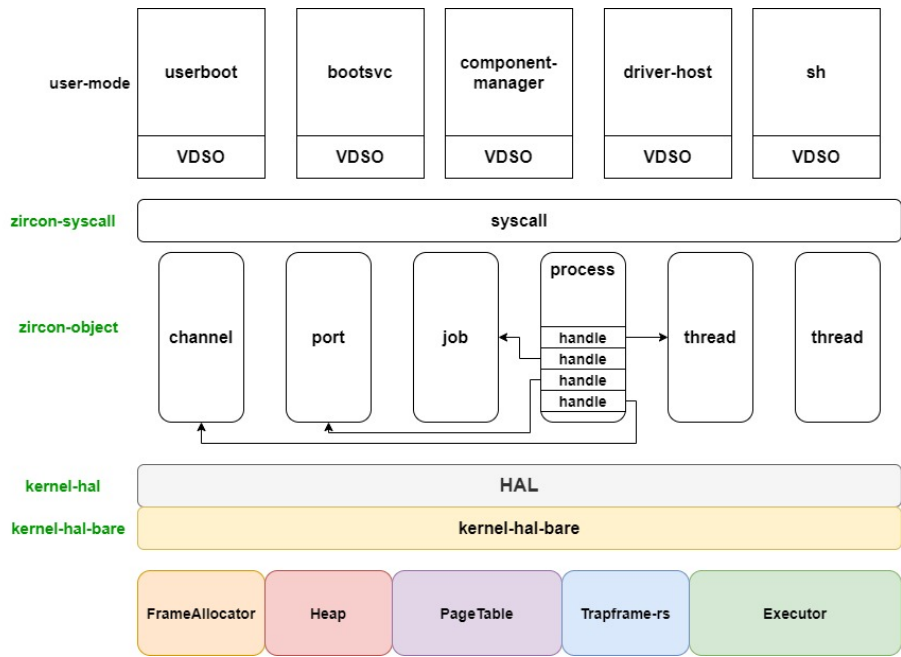 user-mode
userboot
bootsvc
component-
manager
driver-host
sh
VDSO
VDSO
VDSO
VDSO
VDSO
zircon-syscall
syscall
zircon-object
channel
port
job
process
handle
handle
handle
handle
thread
thread
kernel-hal
HAL
kernel-hal-bare
kernel-hal-bare
FrameAllocator
Heap
PageTable
Trapframe-rs
Executor